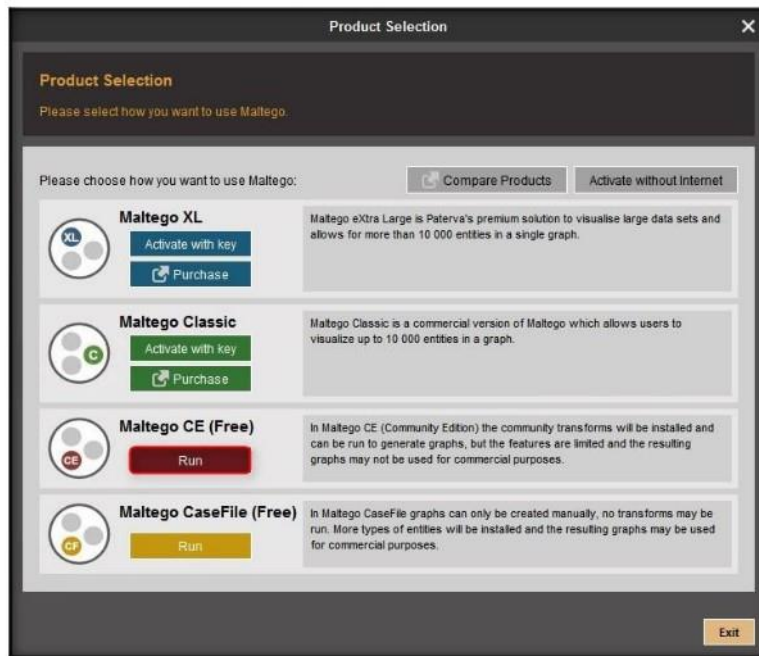 Product Selection
Product Selection
Please select how you want to use Maltego.
Please choose how you want to use Maltego:
Compare Products
Activate without Internet
XL
Maltego XL
Activate with key
Purchase
Maltego eXtra Large is Paterva's premium solution to visualise large data sets and
allows for more than 10 000 entities in a single graph.
C
Maltego Classic
Activate with key
Purchase
Maltego Classic is a commercial version of Maltego which allows users to
visualize up to 10 000 entities in a graph.
CE
Maltego CE (Free)
Run
In Maltego CE (Community Edition) the community transforms will be installed and
can be run to generate graphs, but the features are limited and the resulting
graphs may not be used for commercial purposes.
CF
Maltego CaseFile (Free)
Run
In Maltego CaseFile graphs can only be created manually, no transforms may be
run. More types of entities will be installed and the resulting graphs may be used
for commercial purposes.
Exit